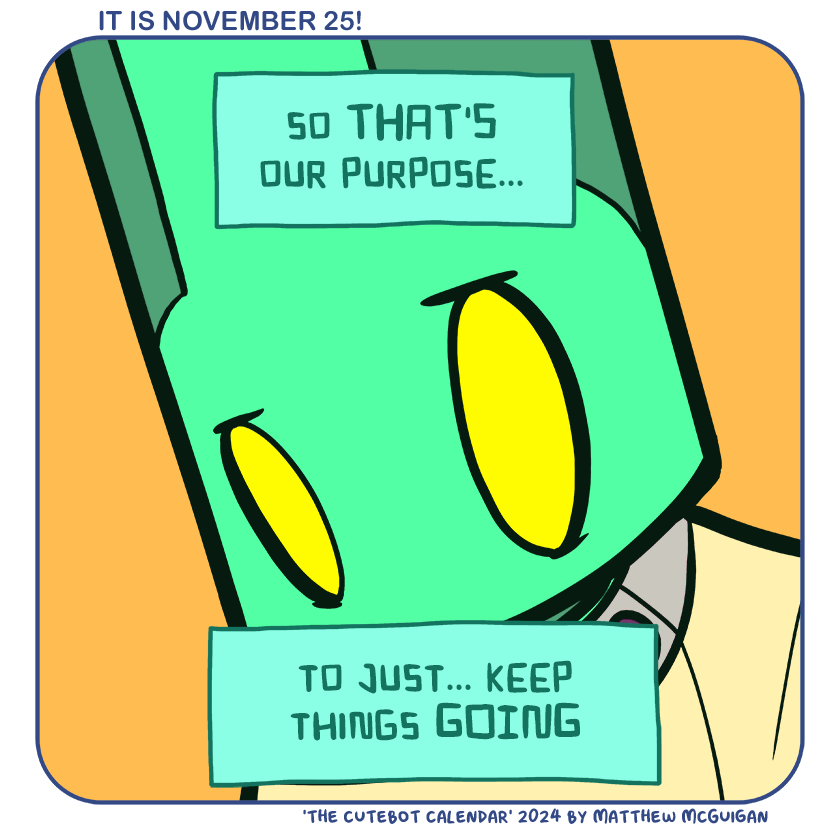 IT IS NOVEMBER 25!
SO THAT'S
OUR PURPOSE...
TO JUST... KEEP
THINGS GOING
'THE CUTEBOT CALENDAR' 2024 BY MATTHEW MCGUIGAN